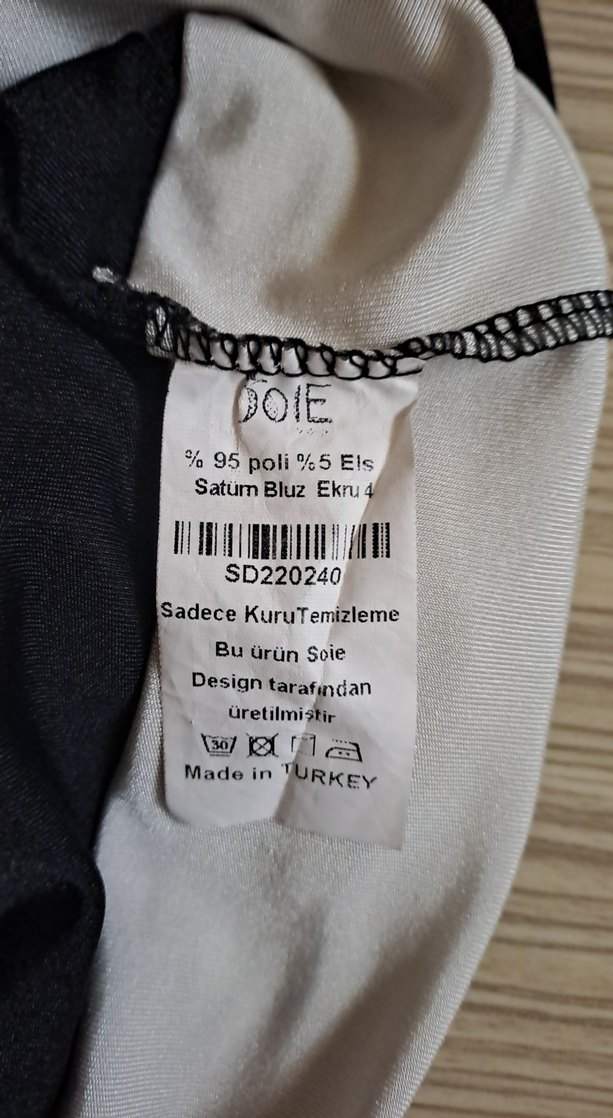 SOIE
% 95 poli %5 Els
Satüm Bluz Ekru 4
SD220240
Sadece KuruTemizleme
Bu ürün Soie
Design tarafından
üretilmiştir
30
Made in TURKEY